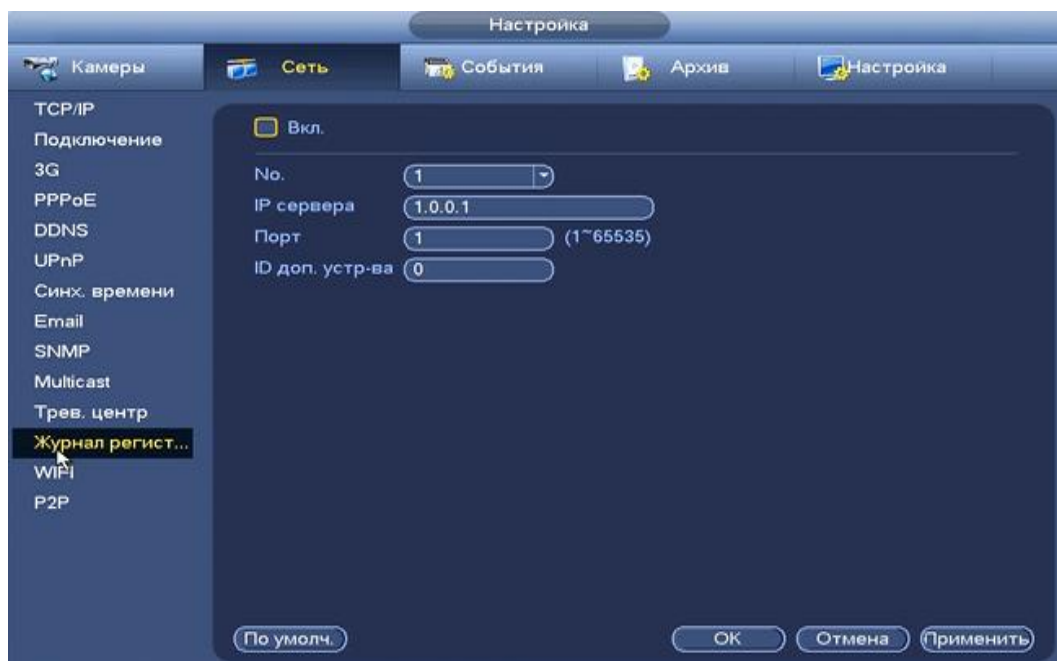 Настройка
Камеры
Сеть
События
Архив
Настройка
TCP/IP
Подключение
3G
PPPoE
DDNS
UPnP
Синх. времени
Email
SNMP
Multicast
Трев. центр
Журнал регист...
WIFI
P2P
Вкл.
No. 1
IP сервера 1.0.0.1
Порт 1 (1~65535)
ID доп. устр-ва 0
По умолч. OK Отмена Применить